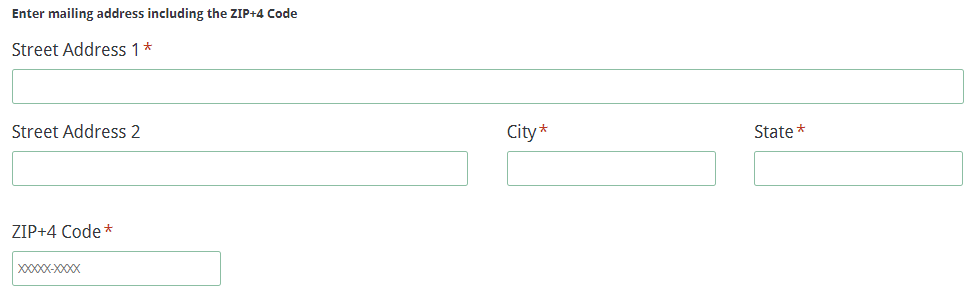 Enter mailing address including the ZIP+4 Code
Street Address 1*
Street Address 2 City* State*
ZIP+4 Code*
XXXXX-XXXX